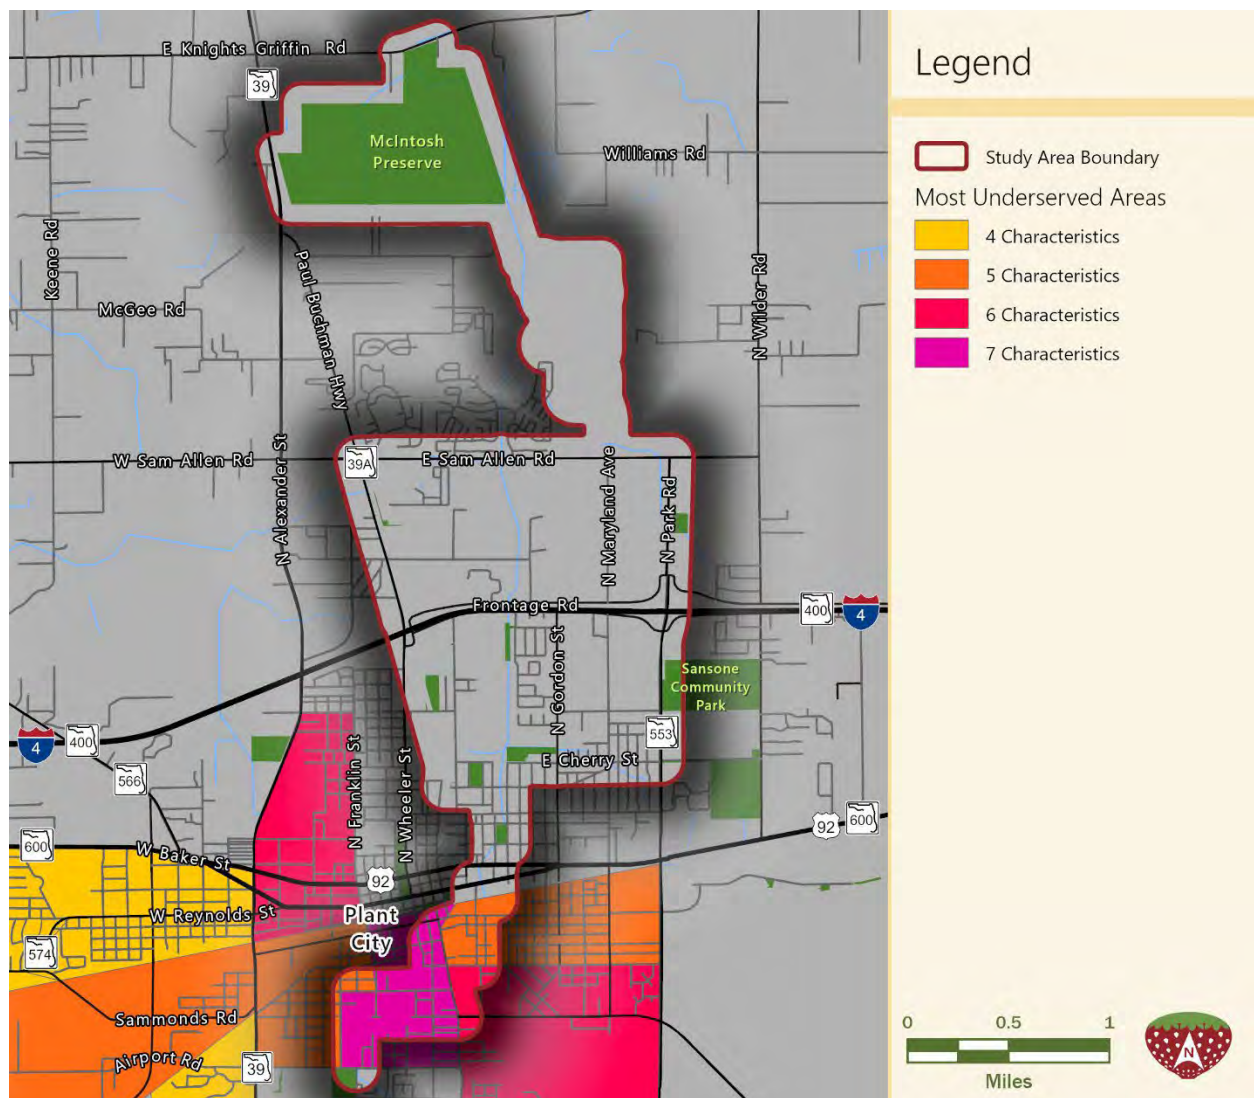 E Knights Griffin Rd
39
McIntosh
Preserve
Williams Rd
Keene Rd
Paul Buchman Hwy
N Wilder Rd
McGee Rd
W Sam Allen Rd
39A
E Sam Allen Rd
N Alexander St
N Maryland Ave
N Park Rd
Frontage Rd
400
4
N Gordon St
Sansone
Community
Park
4
400
553
566
N Franklin St
N Wheeler St
E Cherry St
600
W Baker St
92
92
600
W Reynolds St
Plant
City
574
Sammonds Rd
Airport Rd
39
Legend
Study Area Boundary
Most Underserved Areas
4 Characteristics
5 Characteristics
6 Characteristics
7 Characteristics
0 0.5 1
Miles
N